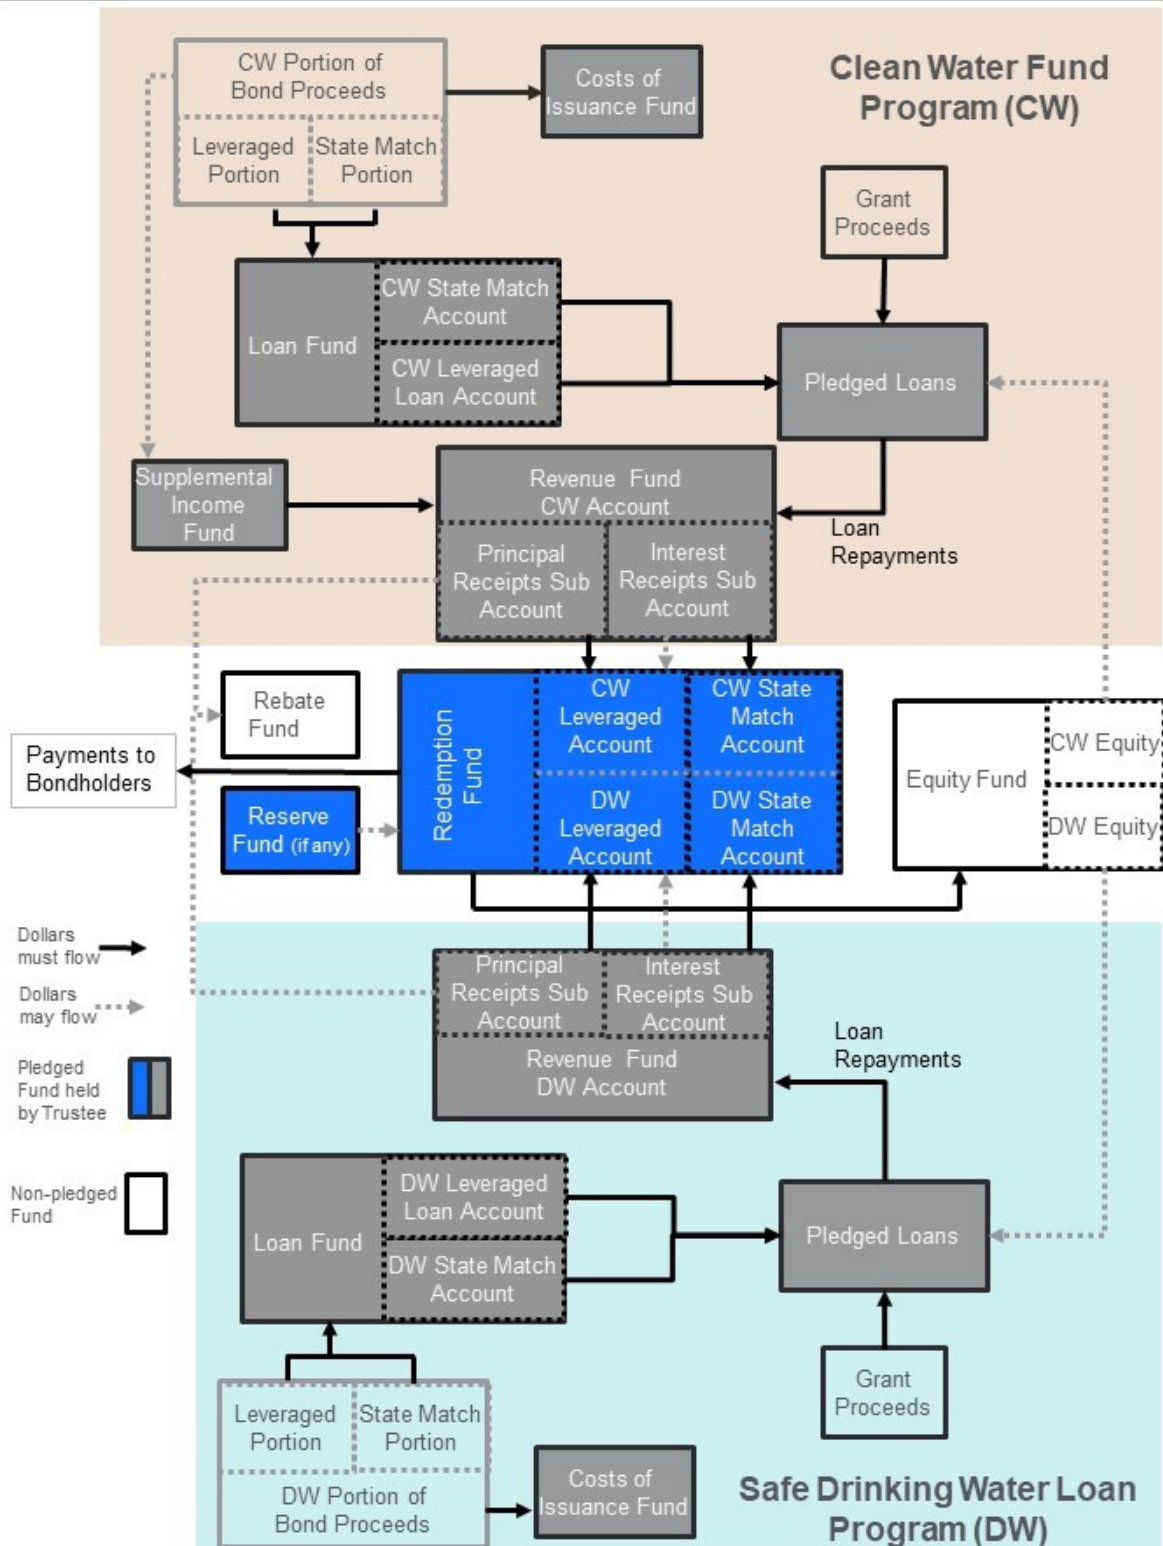 Clean Water Fund
Program (CW)
CW Portion of
Bond Proceeds
Leveraged
Portion
State Match
Portion
Costs of
Issuance Fund
Grant
Proceeds
Loan Fund
CW State Match
Account
CW Leveraged
Loan Account
Pledged Loans
Supplemental
Income
Fund
Revenue Fund
CW Account
Principal
Receipts Sub
Account
Interest
Receipts Sub
Account
Loan
Repayments
Rebate
Fund
Payments to
Bondholders
Reserve
Fund (if any)
Redemption
Fund
CW
Leveraged
Account
CW State
Match
Account
DW
Leveraged
Account
DW State
Match
Account
Equity Fund
CW Equity
DW Equity
Dollars
must flow
Dollars
may flow
Pledged
Fund held
by Trustee
Non-pledged
Fund
Principal
Receipts Sub
Account
Interest
Receipts Sub
Account
Revenue Fund
DW Account
Loan
Repayments
Loan Fund
DW Leveraged
Loan Account
DW State Match
Account
Pledged Loans
Grant
Proceeds
Leveraged
Portion
State Match
Portion
DW Portion of
Bond Proceeds
Costs of
Issuance Fund
Safe Drinking Water Loan
Program (DW)